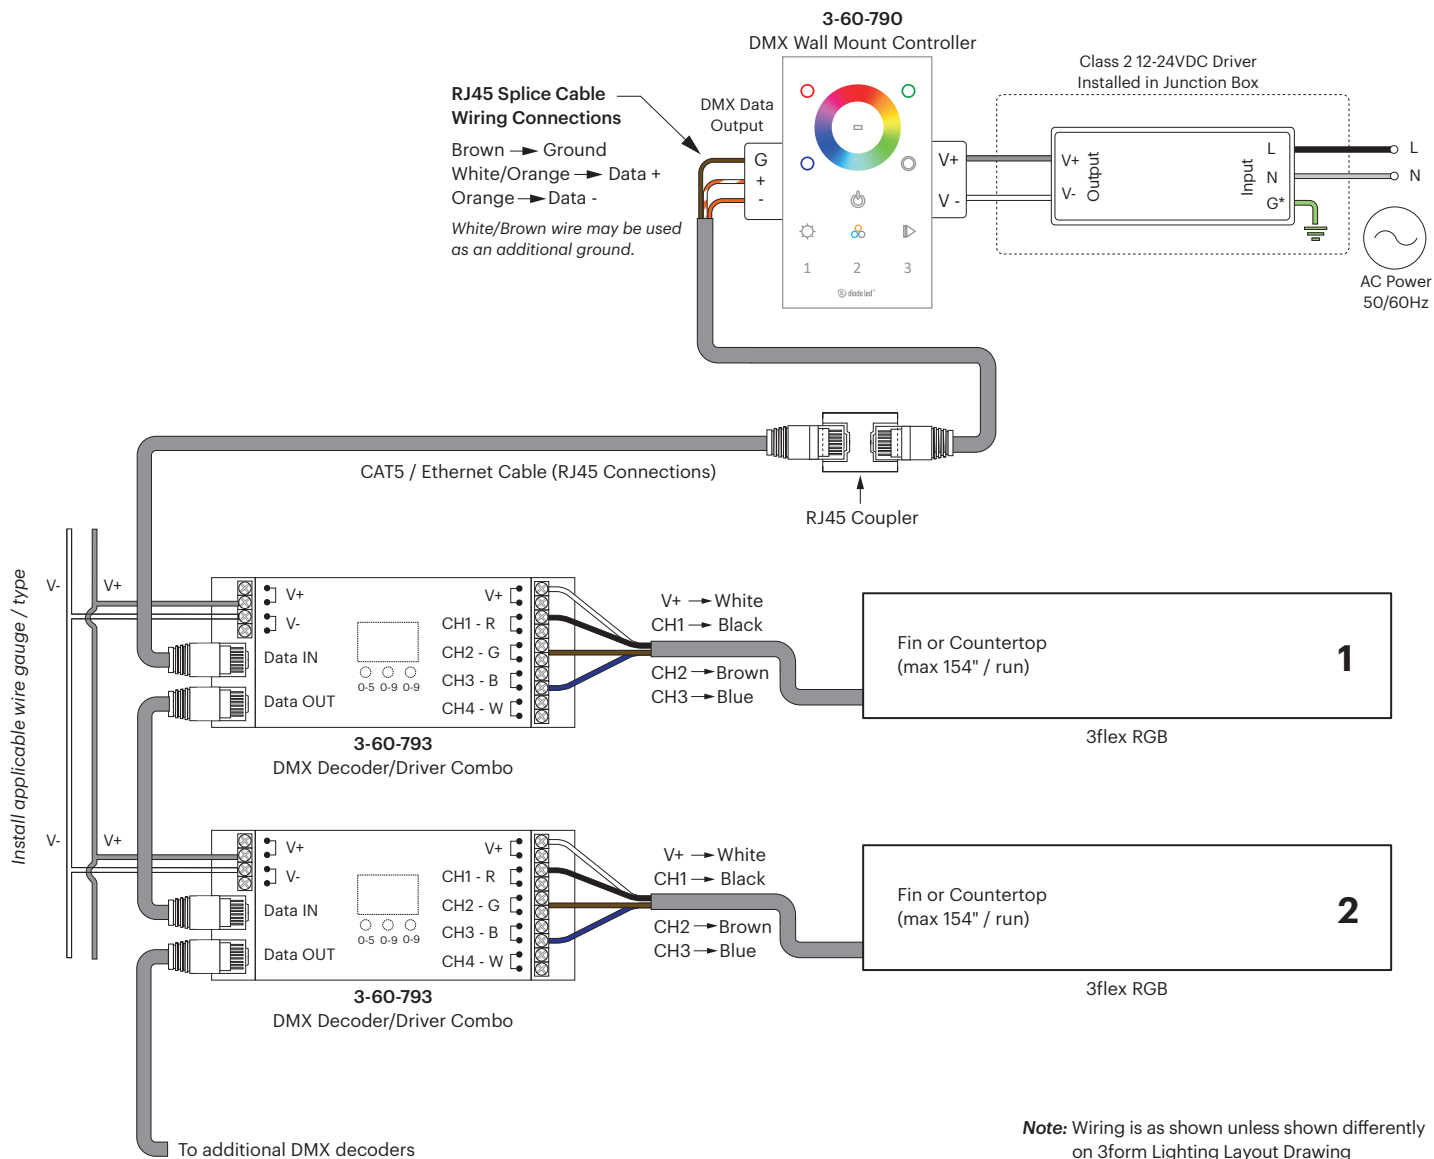 3-60-790
DMX Wall Mount Controller
Class 2 12-24VDC Driver
Installed in Junction Box
RJ45 Splice Cable
Wiring Connections
Brown Ground
White/Orange Data +
Orange Data -
White/Brown wire may be used
as an additional ground.
DMX Data
Output
G
+
-
1 2 3
diode led
V+
V -
V+
V-
Output
Input
L
N
G*
L
N
AC Power
50/60Hz
CAT5 / Ethernet Cable (RJ45 Connections)
RJ45 Coupler
Install applicable wire gauge / type
V- V+
V+
V-
Data IN
Data OUT
0-5 0-9 0-9
V+
CH1 - R
CH2 - G
CH3 - B
CH4 - W
3-60-793
DMX Decoder/Driver Combo
V+ White
CH1 Black
CH2 Brown
CH3 Blue
Fin or Countertop
(max 154" / run)
1
3flex RGB
V- V+
V+
V-
Data IN
Data OUT
0-5 0-9 0-9
V+
CH1 - R
CH2 - G
CH3 - B
CH4 - W
3-60-793
DMX Decoder/Driver Combo
V+ White
CH1 Black
CH2 Brown
CH3 Blue
Fin or Countertop
(max 154" / run)
2
3flex RGB
To additional DMX decoders
Note: Wiring is as shown unless shown differently
on 3form Lighting Layout Drawing